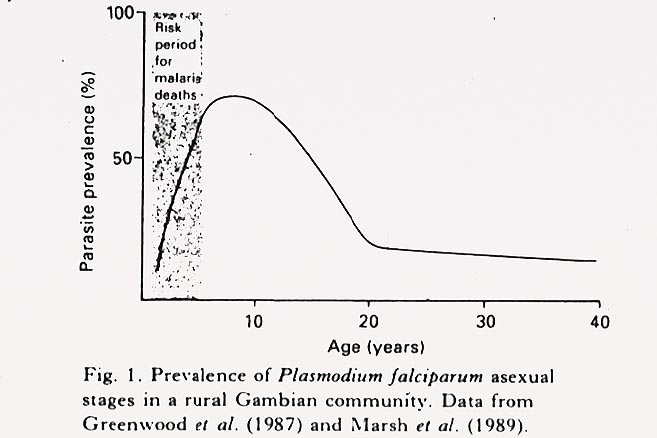 100
Risk
period
for
malaria
deaths
50
Parasite prevalence (%)
10 20 30 40
Age (years)
Fig. 1. Prevalence of Plasmodium falciparum asexual
stages in a rural Gambian community. Data from
Greenwood et al. (1987) and Marsh et al. (1989).